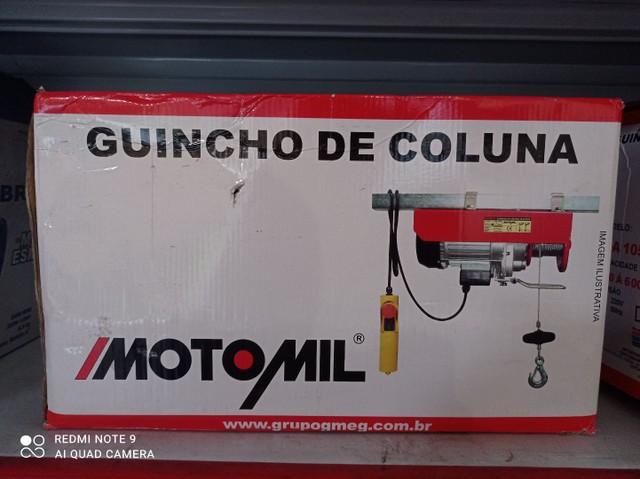 GUINCHO DE COLUNA
IMAGEM ILUSTRATIVA
MOTOMIL®
www.grupogmeg.com.br
REDMI NOTE 9
AI QUAD CAMERA